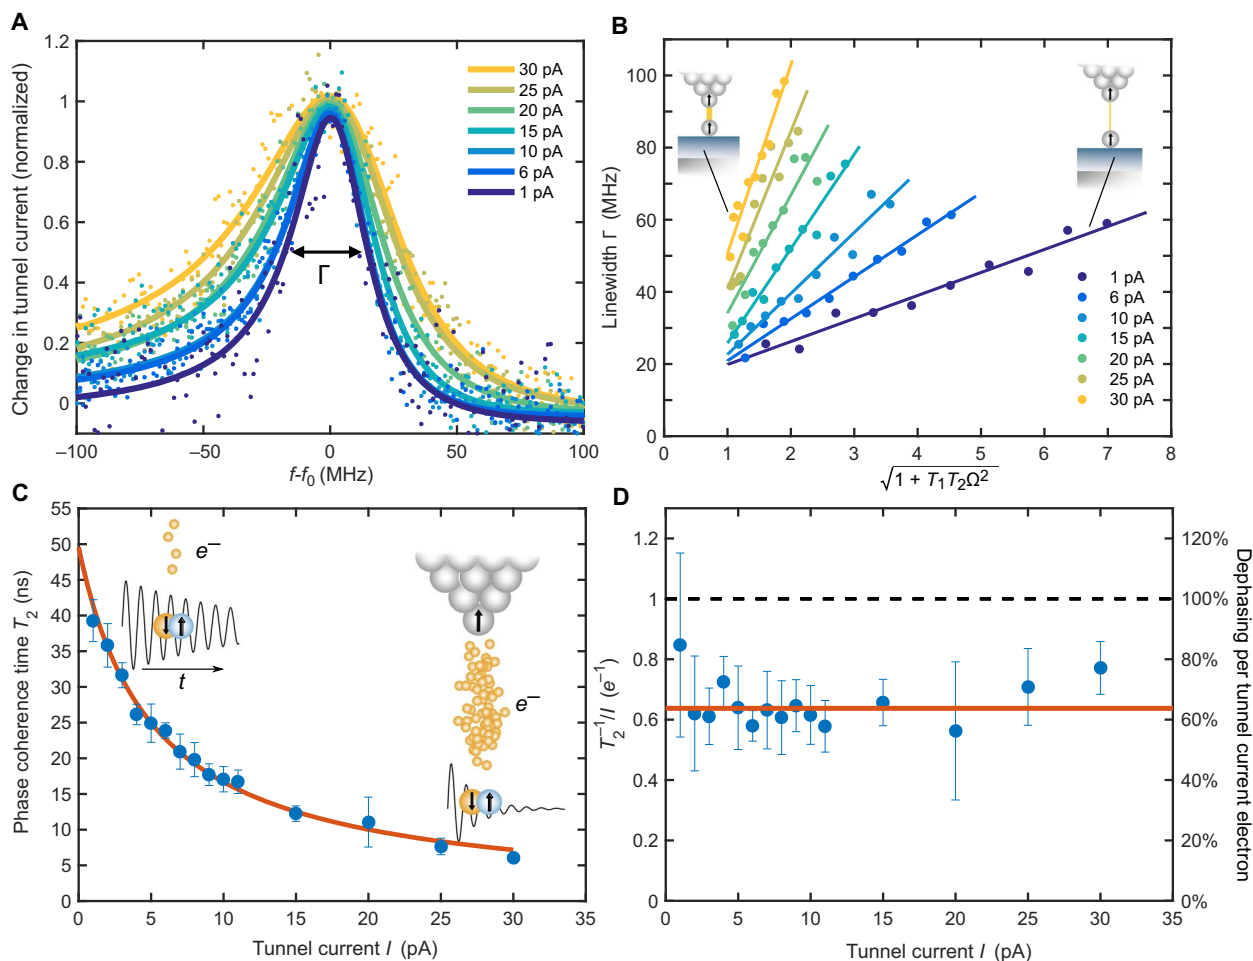 A
Change in tunnel current (normalized)
1.2
1
0.8
0.6
0.4
0.2
0
–100
–50
0
50
100
f-f0 (MHz)
30 pA
25 pA
20 pA
15 pA
10 pA
6 pA
1 pA
Γ
B
Linewidth Γ (MHz)
100
80
60
40
20
0
0
1
2
3
4
5
6
7
8
√1 + T1T2Ω²
1 pA
6 pA
10 pA
15 pA
20 pA
25 pA
30 pA
C
Phase coherence time T2 (ns)
55
50
45
40
35
30
25
20
15
10
5
0
0
5
10
15
20
25
30
35
Tunnel current I (pA)
e–
t
e–
D
T2⁻¹/I (e⁻¹)
1.2
1
0.8
0.6
0.4
0.2
0
0
5
10
15
20
25
30
35
Tunnel current I (pA)
120%
100%
80%
60%
40%
20%
0%
Dephasing per tunnel current electron